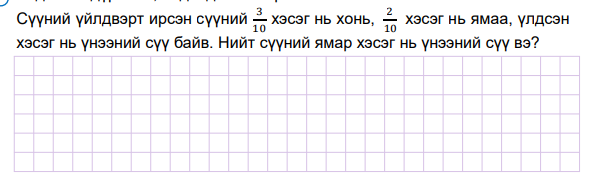 Сүүний үйлдвэрт ирсэн сүүний 3/10 хэсэг нь хонь, 2/10 хэсэг нь ямаа, үлдсэн
хэсэг нь үнээний сүү байв. Нийт сүүний ямар хэсэг нь үнээний сүү вэ?